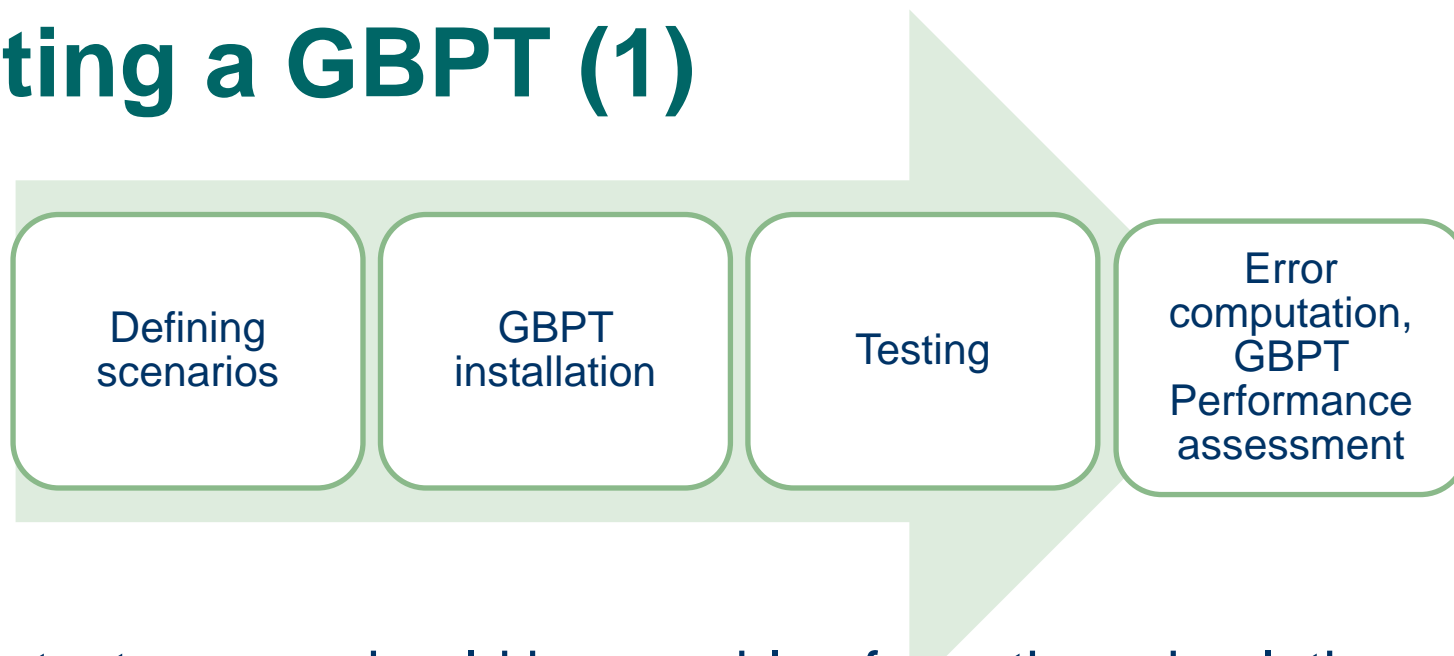 ting a GBPT (1)
Defining
scenarios
GBPT
installation
Testing
Error
computation,
GBPT
Performance
assessment